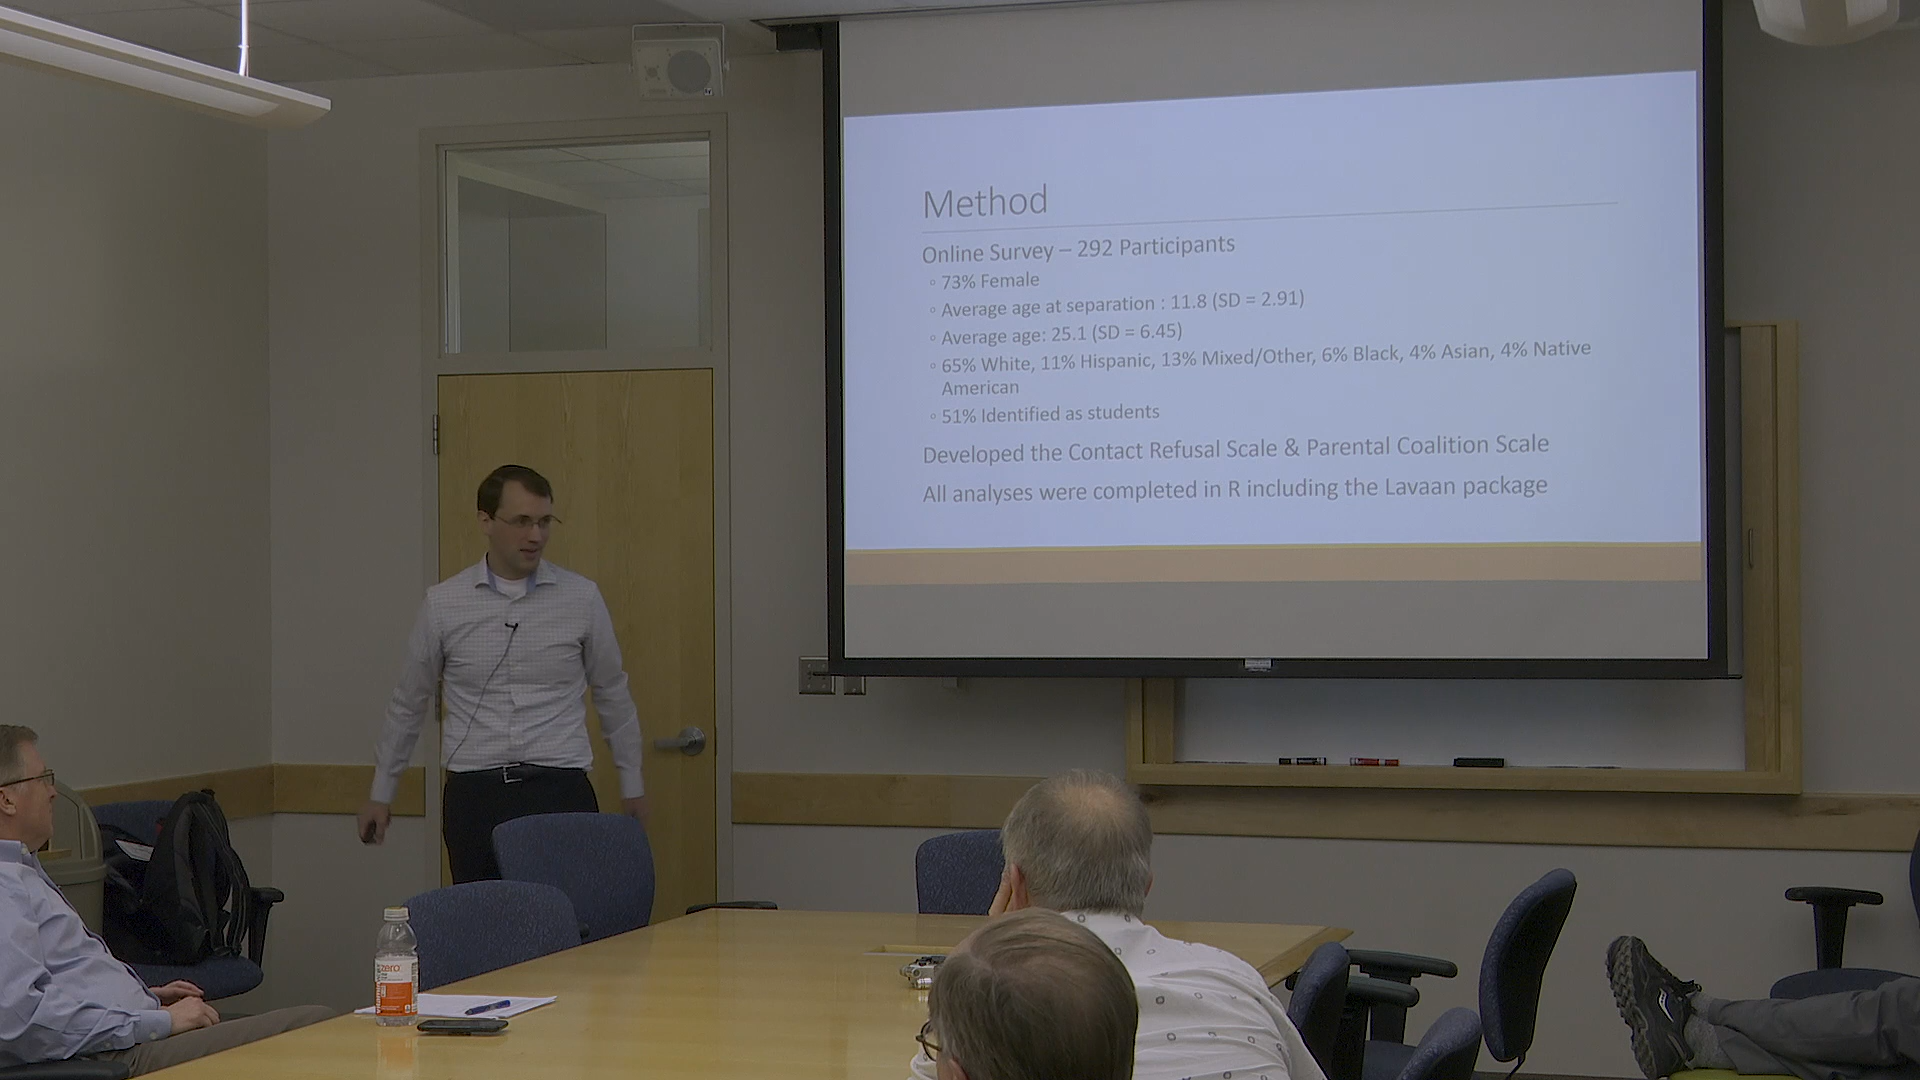 Method
Online Survey – 292 Participants
◦ 73% Female
◦ Average age at separation : 11.8 (SD = 2.91)
◦ Average age: 25.1 (SD = 6.45)
◦ 65% White, 11% Hispanic, 13% Mixed/Other, 6% Black, 4% Asian, 4% Native
American
◦ 51% Identified as students
Developed the Contact Refusal Scale & Parental Coalition Scale
All analyses were completed in R including the Lavaan package
zero